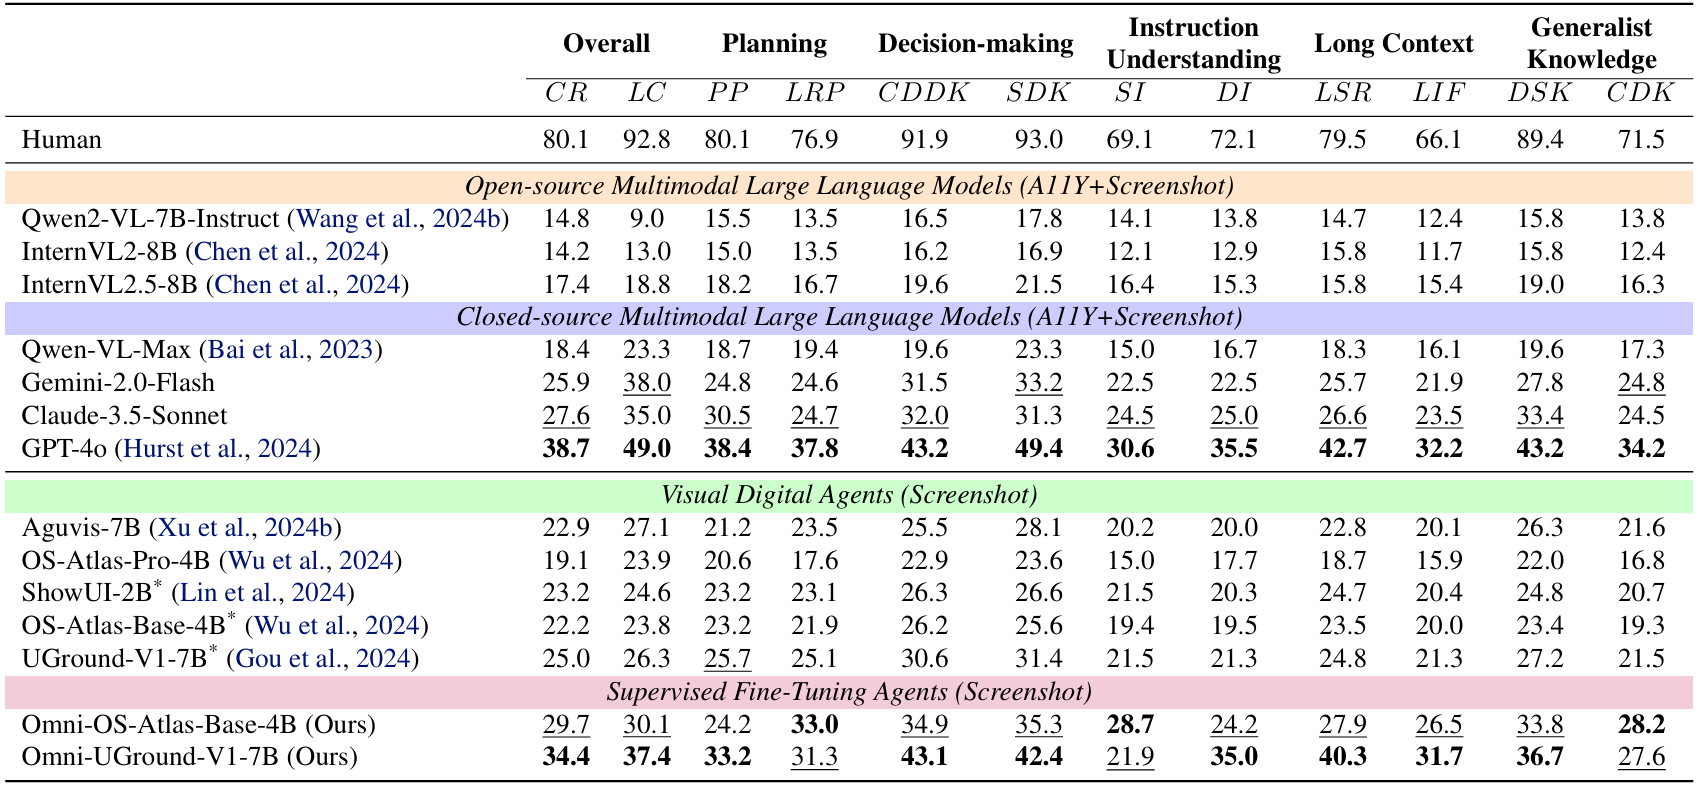 Overall Planning Decision-making Instruction Understanding Long Context Generalist Knowledge
CR LC PP LRP CDDK SDK SI DI LSR LIF DSK CDK
Human 80.1 92.8 80.1 76.9 91.9 93.0 69.1 72.1 79.5 66.1 89.4 71.5
Open-source Multimodal Large Language Models (A11Y+Screenshot)
Qwen2-VL-7B-Instruct (Wang et al., 2024b) 14.8 9.0 15.5 13.5 16.5 17.8 14.1 13.8 14.7 12.4 15.8 13.8
InternVL2-8B (Chen et al., 2024) 14.2 13.0 15.0 13.5 16.2 16.9 12.1 12.9 15.8 11.7 15.8 12.4
InternVL2.5-8B (Chen et al., 2024) 17.4 18.8 18.2 16.7 19.6 21.5 16.4 15.3 15.8 15.4 19.0 16.3
Closed-source Multimodal Large Language Models (A11Y+Screenshot)
Qwen-VL-Max (Bai et al., 2023) 18.4 23.3 18.7 19.4 19.6 23.3 15.0 16.7 18.3 16.1 19.6 17.3
Gemini-2.0-Flash 25.9 38.0 24.8 24.6 31.5 33.2 22.5 22.5 25.7 21.9 27.8 24.8
Claude-3.5-Sonnet 27.6 35.0 30.5 24.7 32.0 31.3 24.5 25.0 26.6 23.5 33.4 24.5
GPT-4o (Hurst et al., 2024) 38.7 49.0 38.4 37.8 43.2 49.4 30.6 35.5 42.7 32.2 43.2 34.2
Visual Digital Agents (Screenshot)
Aguvis-7B (Xu et al., 2024b) 22.9 27.1 21.2 23.5 25.5 28.1 20.2 20.0 22.8 20.1 26.3 21.6
OS-Atlas-Pro-4B (Wu et al., 2024) 19.1 23.9 20.6 17.6 22.9 23.6 15.0 17.7 18.7 15.9 22.0 16.8
ShowUI-2B* (Lin et al., 2024) 23.2 24.6 23.2 23.1 26.3 26.6 21.5 20.3 24.7 20.4 24.8 20.7
OS-Atlas-Base-4B* (Wu et al., 2024) 22.2 23.8 23.2 21.9 26.2 25.6 19.4 19.5 23.5 20.0 23.4 19.3
UGround-V1-7B* (Gou et al., 2024) 25.0 26.3 25.7 25.1 30.6 31.4 21.5 21.3 24.8 21.3 27.2 21.5
Supervised Fine-Tuning Agents (Screenshot)
Omni-OS-Atlas-Base-4B (Ours) 29.7 30.1 24.2 33.0 34.9 35.3 28.7 24.2 27.9 26.5 33.8 28.2
Omni-UGround-V1-7B (Ours) 34.4 37.4 33.2 31.3 43.1 42.4 21.9 35.0 40.3 31.7 36.7 27.6